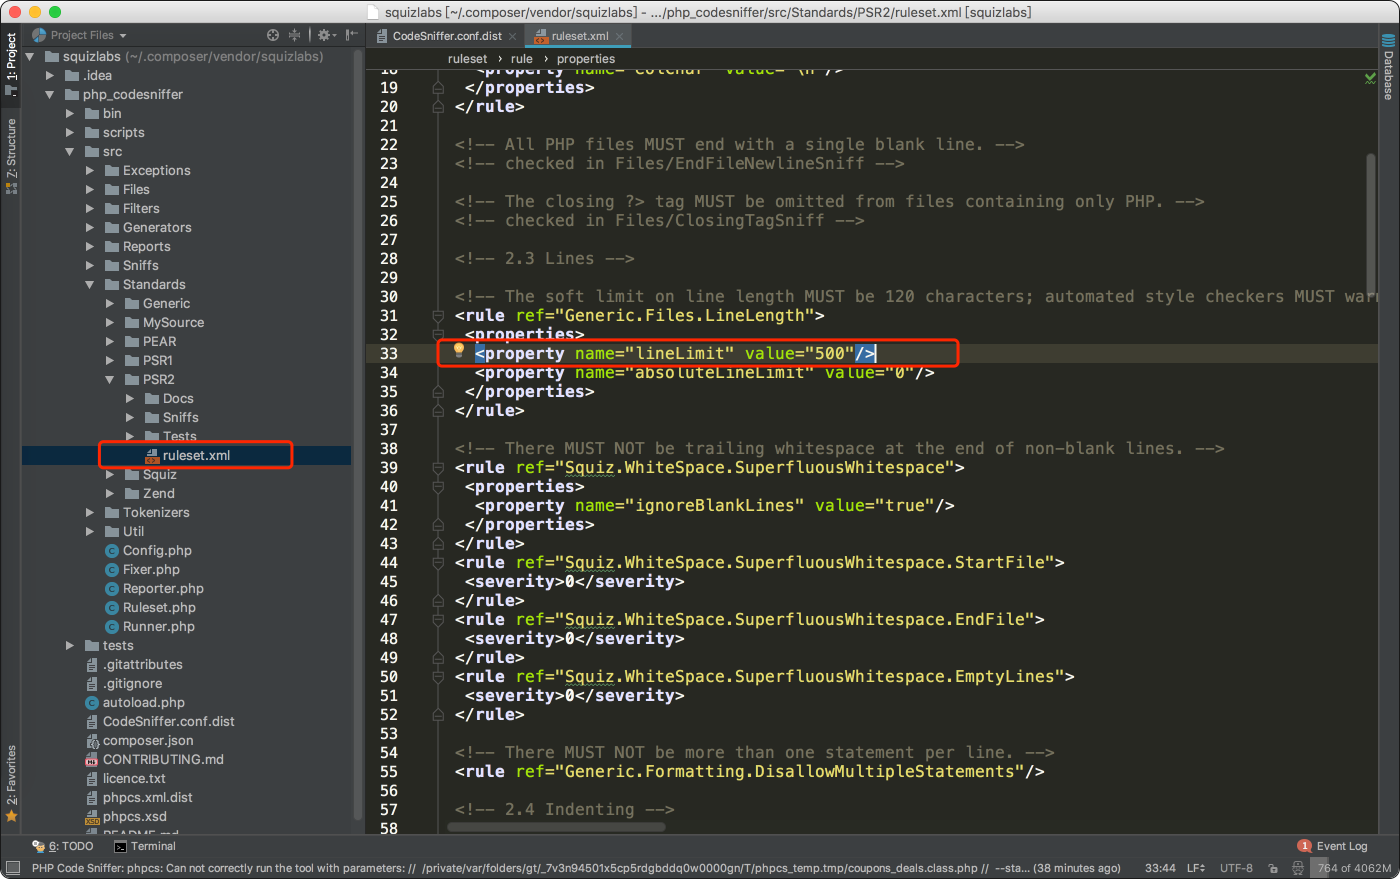 squizlabs [~/.composer/vendor/squizlabs] - .../php_codesniffer/src/Standards/PSR2/ruleset.xml [squizlabs]
Project Files
CodeSniffer.conf.dist
ruleset.xml
1: Project
7: Structure
2: Favorites
Database
squizlabs (~/.composer/vendor/squizlabs)
.idea
php_codesniffer
bin
scripts
src
Exceptions
Files
Filters
Generators
Reports
Sniffs
Standards
Generic
MySource
PEAR
PSR1
PSR2
Docs
Sniffs
Tests
ruleset.xml
Squiz
Zend
Tokenizers
Util
Config.php
Fixer.php
Reporter.php
Ruleset.php
Runner.php
tests
.gitattributes
.gitignore
autoload.php
CodeSniffer.conf.dist
composer.json
CONTRIBUTING.md
licence.txt
phpcs.xml.dist
phpcs.xsd
README.md
ruleset › rule › properties
18 <property name="eolChar" value="\n"/>
19 </properties>
20 </rule>
21
22 <!-- All PHP files MUST end with a single blank line. -->
23 <!-- checked in Files/EndFileNewlineSniff -->
24
25 <!-- The closing ?> tag MUST be omitted from files containing only PHP. -->
26 <!-- checked in Files/ClosingTagSniff -->
27
28 <!-- 2.3 Lines -->
29
30 <!-- The soft limit on line length MUST be 120 characters; automated style checkers MUST war
31 <rule ref="Generic.Files.LineLength">
32 <properties>
33 <property name="lineLimit" value="500"/>
34 <property name="absoluteLineLimit" value="0"/>
35 </properties>
36 </rule>
37
38 <!-- There MUST NOT be trailing whitespace at the end of non-blank lines. -->
39 <rule ref="Squiz.WhiteSpace.SuperfluousWhitespace">
40 <properties>
41 <property name="ignoreBlankLines" value="true"/>
42 </properties>
43 </rule>
44 <rule ref="Squiz.WhiteSpace.SuperfluousWhitespace.StartFile">
45 <severity>0</severity>
46 </rule>
47 <rule ref="Squiz.WhiteSpace.SuperfluousWhitespace.EndFile">
48 <severity>0</severity>
49 </rule>
50 <rule ref="Squiz.WhiteSpace.SuperfluousWhitespace.EmptyLines">
51 <severity>0</severity>
52 </rule>
53
54 <!-- There MUST NOT be more than one statement per line. -->
55 <rule ref="Generic.Formatting.DisallowMultipleStatements"/>
56
57 <!-- 2.4 Indenting -->
58
6: TODO
Terminal
1 Event Log
PHP Code Sniffer: phpcs: Can not correctly run the tool with parameters: // /private/var/folders/gt/_7v3n94501x5cp5rdgbddq0w0000gn/T/phpcs_temp.tmp/coupons_deals.class.php // --sta... (38 minutes ago)
33:44
LF
UTF-8
764 of 4062M